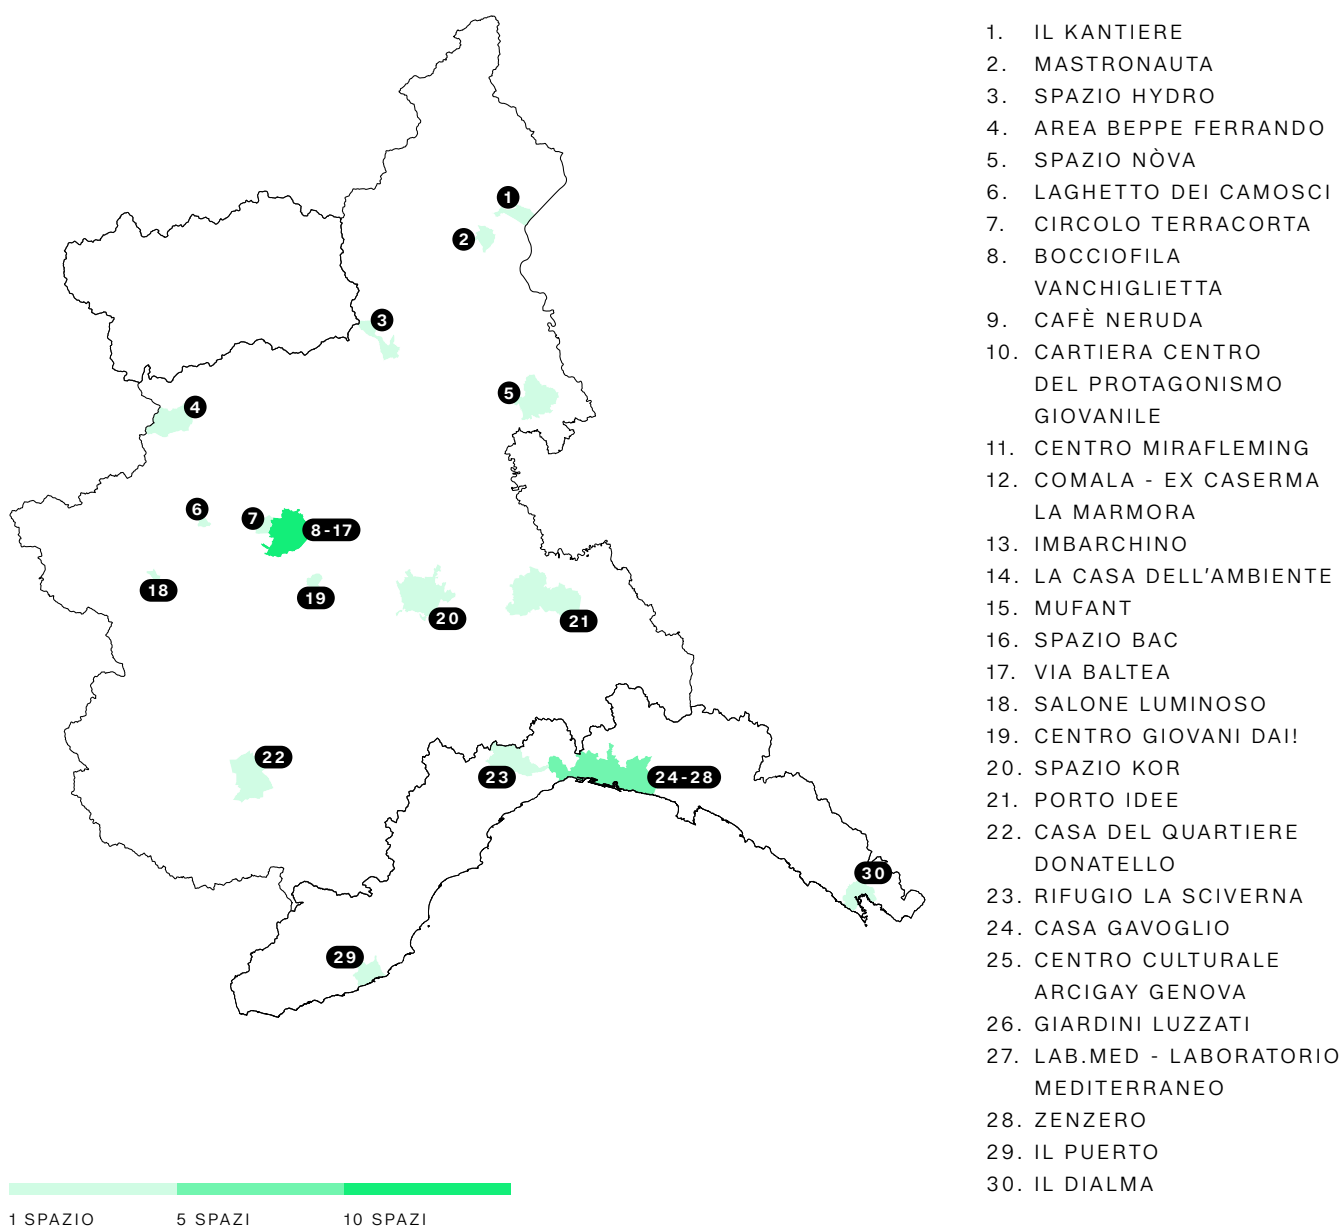 1
2
3
4
5
6
7
8-17
18
19
20
21
22
23
24-28
29
30
1 SPAZIO
5 SPAZI
10 SPAZI
1. IL KANTIERE
2. MASTRONAUTA
3. SPAZIO HYDRO
4. AREA BEPPE FERRANDO
5. SPAZIO NÒVA
6. LAGHETTO DEI CAMOSCI
7. CIRCOLO TERRACORTA
8. BOCCIOFILA
VANCHIGLIETTA
9. CAFÈ NERUDA
10. CARTIERA CENTRO
DEL PROTAGONISMO
GIOVANILE
11. CENTRO MIRAFLEMING
12. COMALA - EX CASERMA
LA MARMORA
13. IMBARCHINO
14. LA CASA DELL'AMBIENTE
15. MUFANT
16. SPAZIO BAC
17. VIA BALTEA
18. SALONE LUMINOSO
19. CENTRO GIOVANI DAI!
20. SPAZIO KOR
21. PORTO IDEE
22. CASA DEL QUARTIERE
DONATELLO
23. RIFUGIO LA SCIVERNA
24. CASA GAVOGLIO
25. CENTRO CULTURALE
ARCIGAY GENOVA
26. GIARDINI LUZZATI
27. LAB.MED - LABORATORIO
MEDITERRANEO
28. ZENZERO
29. IL PUERTO
30. IL DIALMA